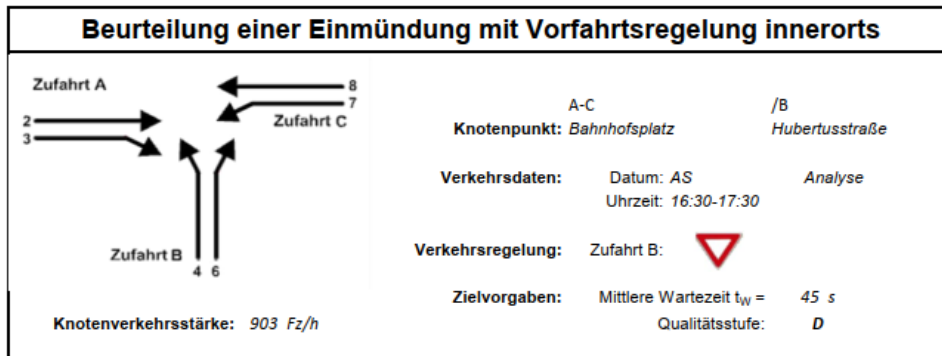 Beurteilung einer Einmündung mit Vorfahrtsregelung innerorts
Zufahrt A
8
7
Zufahrt C
2
3
Zufahrt B
4 6
Knotenverkehrsstärke: 903 Fz/h
A-C /B
Knotenpunkt: Bahnhofsplatz Hubertusstraße
Verkehrsdaten: Datum: AS Analyse
Uhrzeit: 16:30-17:30
Verkehrsregelung: Zufahrt B:
Zielvorgaben: Mittlere Wartezeit tW = 45 s
Qualitätsstufe: D